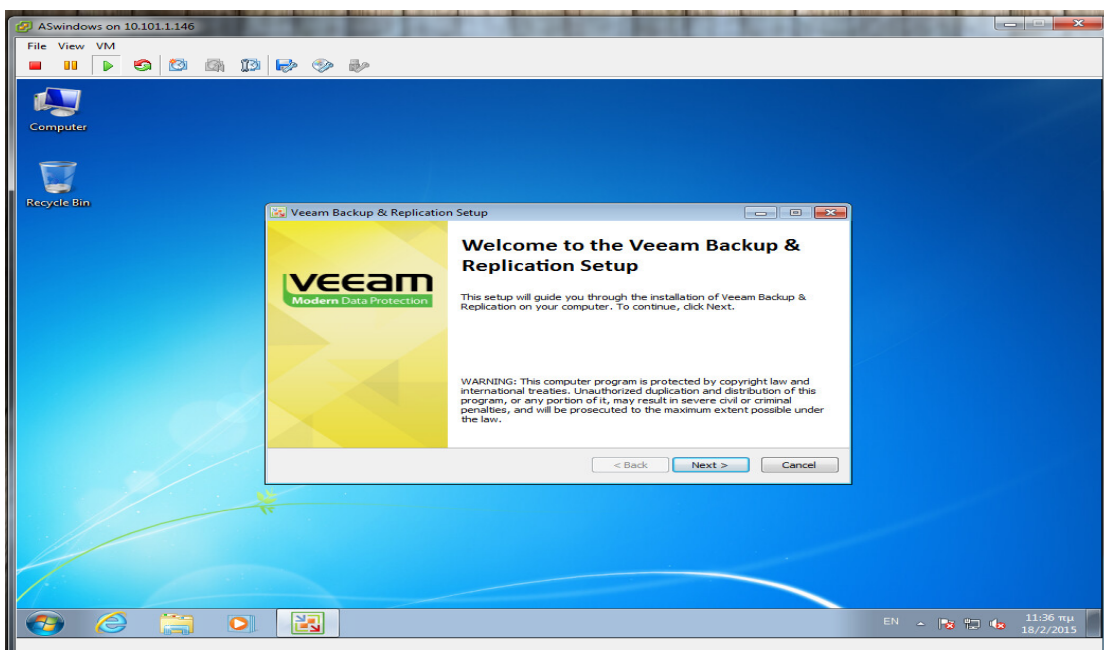 ASwindows on 10.101.1.146
File View VM
Computer
Recycle Bin
Veeam Backup & Replication Setup
veeam
Modern Data Protection
Welcome to the Veeam Backup &
Replication Setup
This setup will guide you through the installation of Veeam Backup &
Replication on your computer. To continue, click Next.
WARNING: This computer program is protected by copyright law and
international treaties. Unauthorized duplication and distribution of this
program, or any portion of it, may result in severe civil or criminal
penalties, and will be prosecuted to the maximum extent possible under
the law.
< Back Next > Cancel
EN
11:36 πμ
18/2/2015